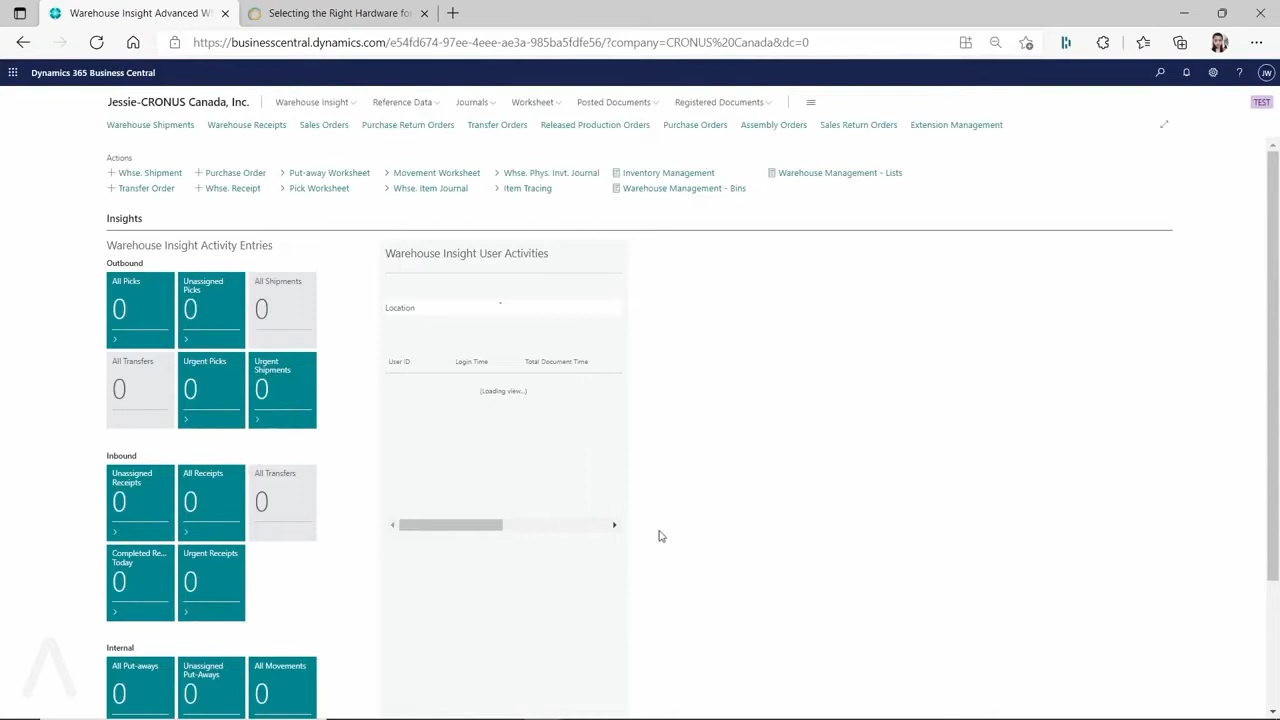 Warehouse Insight Advanced W
Selecting the Right Hardware for
https://businesscentral.dynamics.com/e54fd674-97ee-4eee-ae3a-985ba5fdfe56/?company=CRONUS%20Canada&dc=0
Dynamics 365 Business Central
JW
Jessie-CRONUS Canada, Inc.
Warehouse Insight
Reference Data
Journals
Worksheet
Posted Documents
Registered Documents
TEST
Warehouse Shipments
Warehouse Receipts
Sales Orders
Purchase Return Orders
Transfer Orders
Released Production Orders
Purchase Orders
Assembly Orders
Sales Return Orders
Extension Management
Actions
+ Whse. Shipment
+ Purchase Order
> Put-away Worksheet
> Movement Worksheet
> Whse. Phys. Invt. Journal
Inventory Management
Warehouse Management - Lists
+ Transfer Order
+ Whse. Receipt
> Pick Worksheet
> Whse. Item Journal
> Item Tracing
Warehouse Management - Bins
Insights
Warehouse Insight Activity Entries
Outbound
All Picks
0
Unassigned
Picks
0
All Shipments
0
All Transfers
0
Urgent Picks
0
Urgent
Shipments
0
Inbound
Unassigned
Receipts
0
All Receipts
0
All Transfers
0
Completed Re...
Today
0
Urgent Receipts
0
Internal
All Put-aways
0
Unassigned
Put-Aways
0
All Movements
0
Warehouse Insight User Activities
Location
User ID
Login Time
Total Document Time
(Loading view...)